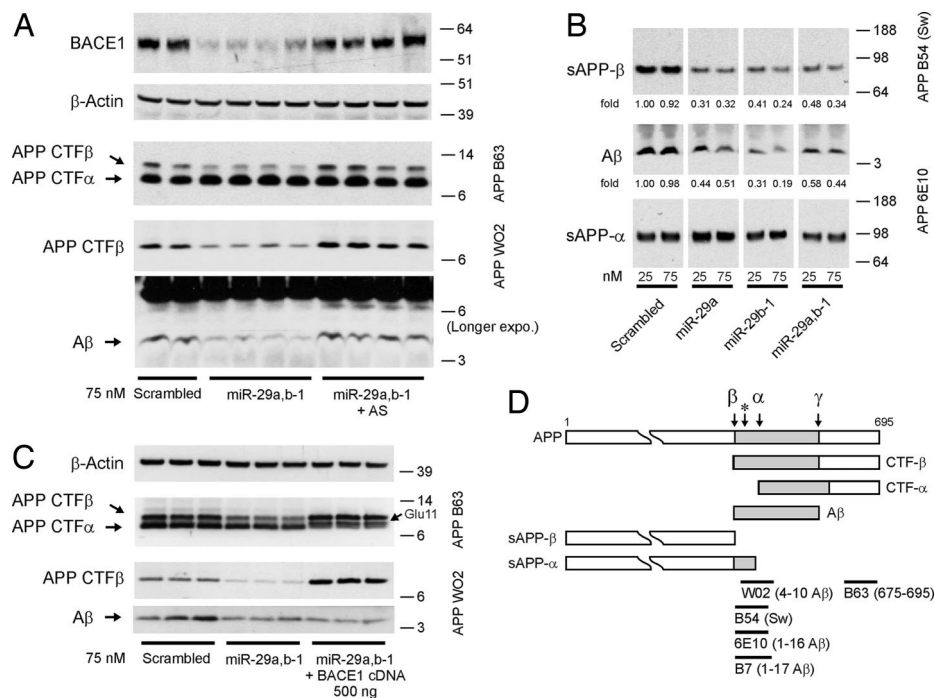 A
BACE1
64
51
β-Actin
51
39
APP CTFβ
APP CTFα
14
6
APP B63
APP CTFβ
6
APP WO2
Aβ
6
(Longer expo.)
3
75 nM
Scrambled
miR-29a,b-1
miR-29a,b-1
+ AS
B
sAPP-β
188
98
64
APP B54 (Sw)
fold
1.00 0.92 0.31 0.32 0.41 0.24 0.48 0.34
Aβ
3
fold
1.00 0.98 0.44 0.51 0.31 0.19 0.58 0.44
APP 6E10
sAPP-α
188
98
64
nM
25 75 25 75 25 75 25 75
Scrambled
miR-29a
miR-29b-1
miR-29a,b-1
C
β-Actin
39
APP CTFβ
APP CTFα
14
Glu11
6
APP B63
APP CTFβ
6
APP WO2
Aβ
3
75 nM
Scrambled
miR-29a,b-1
miR-29a,b-1
+ BACE1 cDNA
500 ng
D
β * α γ
1 695
APP
CTF-β
CTF-α
Aβ
sAPP-β
sAPP-α
W02 (4-10 Aβ) B63 (675-695)
B54 (Sw)
6E10 (1-16 Aβ)
B7 (1-17 Aβ)